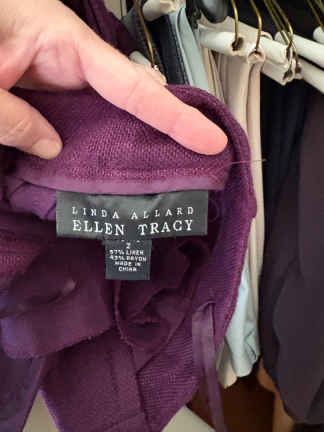 LINDA ALLARD
ELLEN TRACY
2
57% LINEN
43% RAYON
MADE IN
CHINA